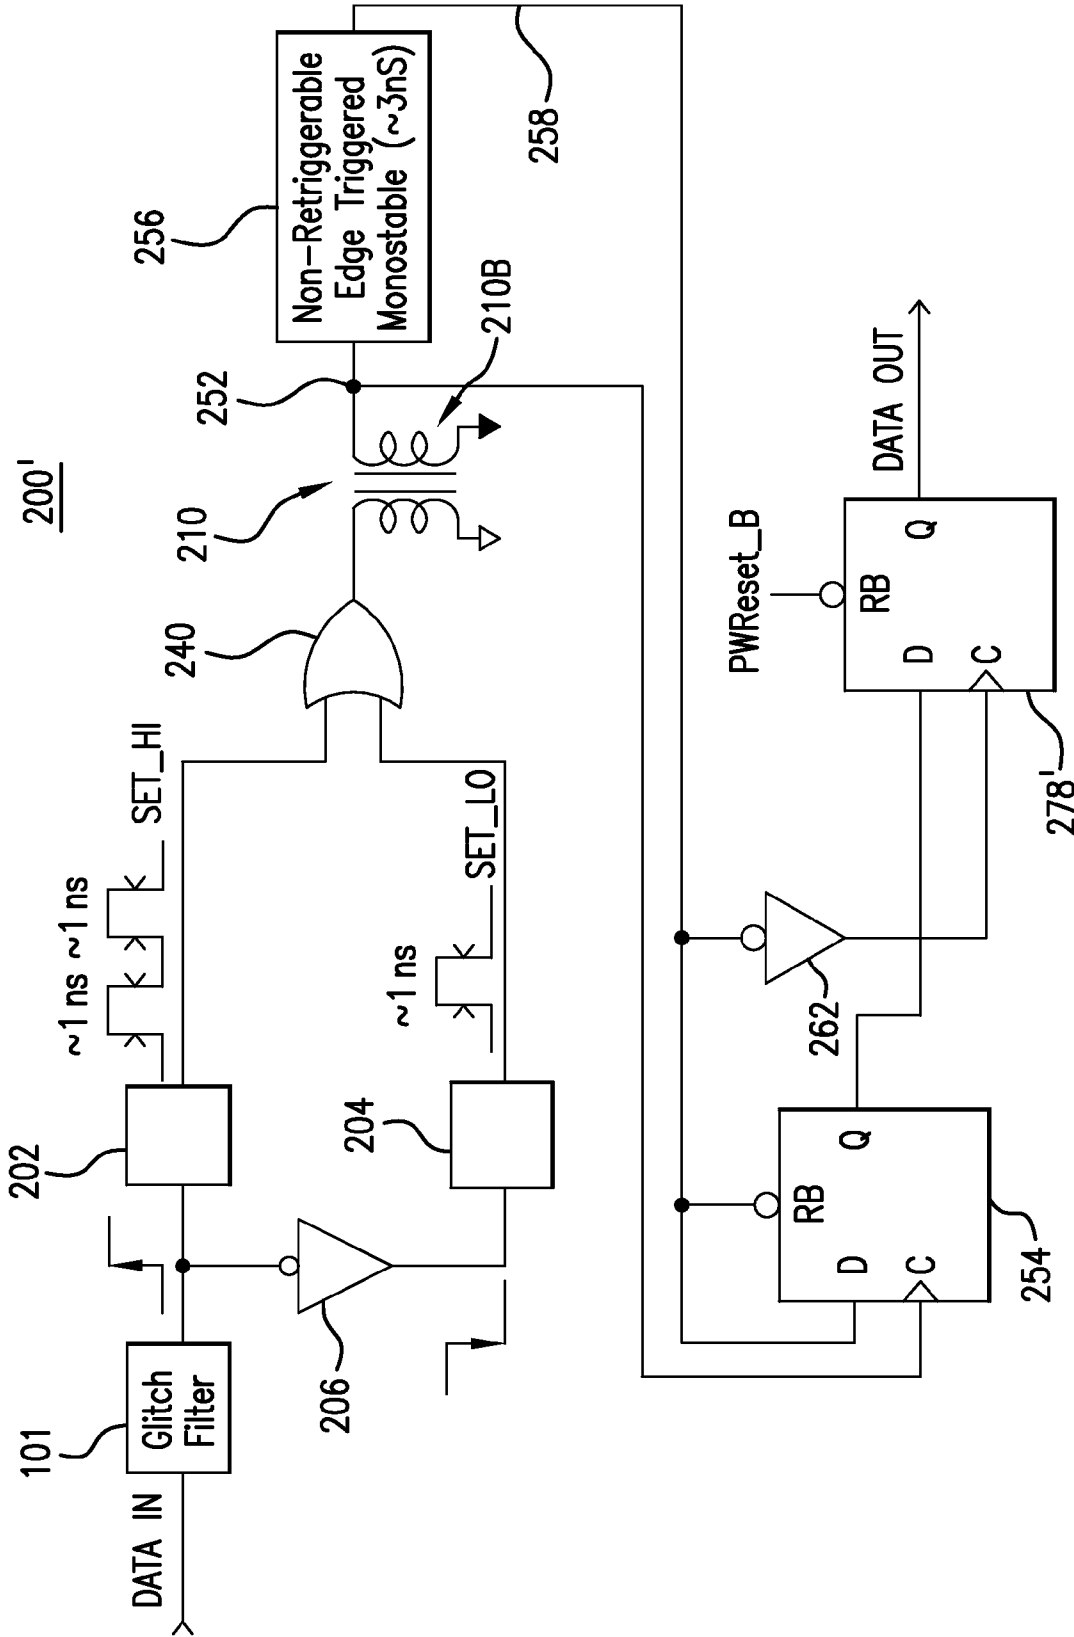 200'
DATA IN
101
Glitch
Filter
202
~1 ns ~1 ns
SET_HI
206
204
~1 ns
SET_LO
240
210
210B
252
256
Non-Retriggerable
Edge Triggered
Monostable (~3nS)
258
D
Q
RB
C
254
262
PWReset_B
RB
D
Q
C
278'
DATA OUT